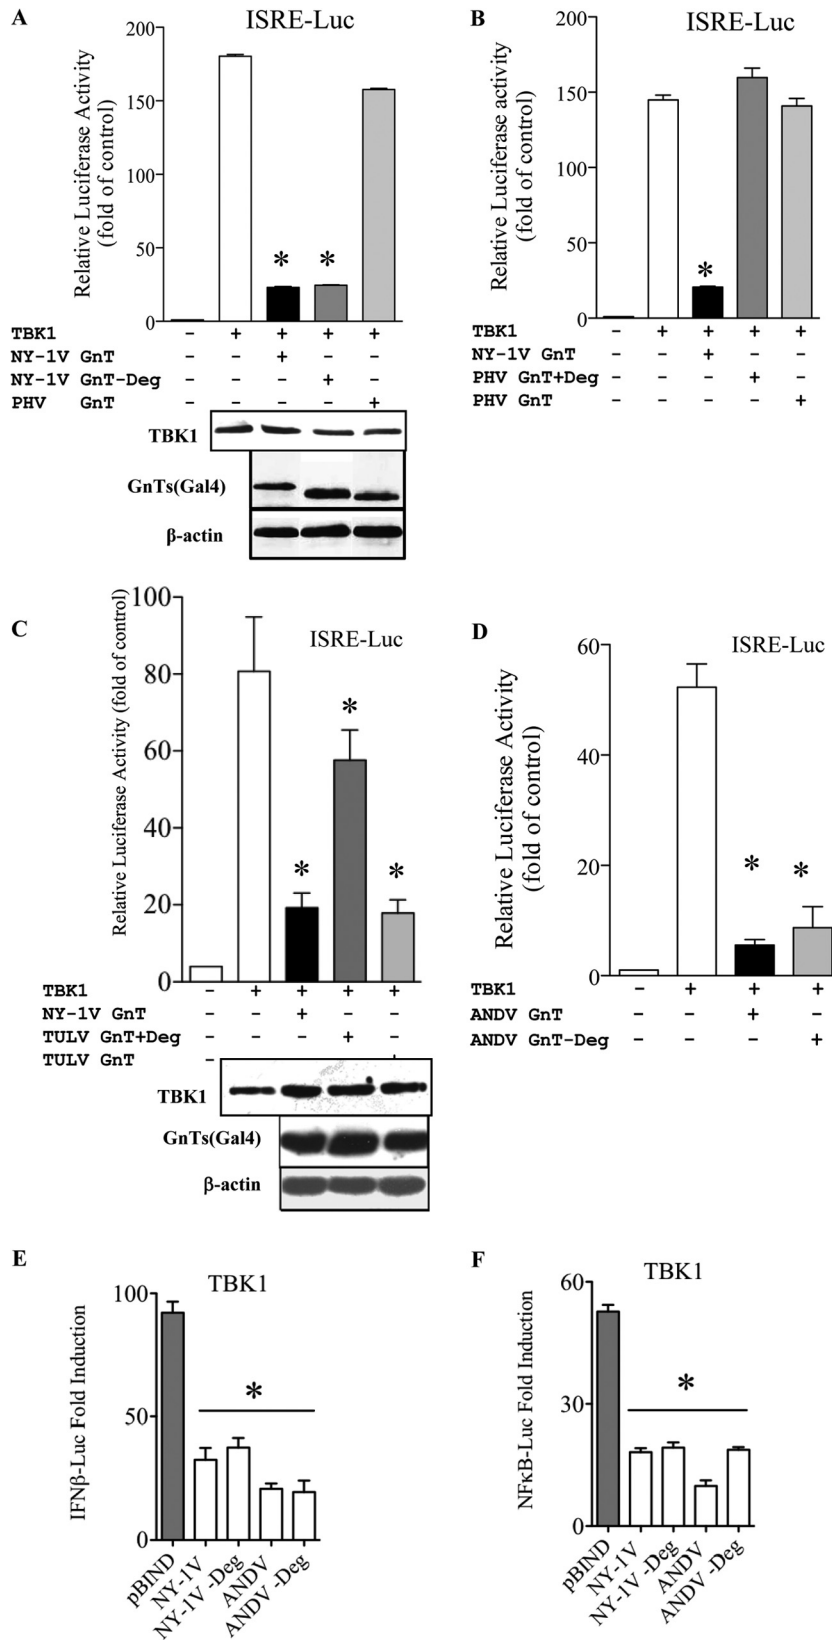 A
ISRE-Luc
Relative Luciferase Activity
(fold of control)
200
150
100
50
0
* *
TBK1 - + + + +
NY-1V GnT - - + - -
NY-1V GnT-Deg - - - + -
PHV GnT - - - - +
TBK1
GnTs(Gal4)
β-actin
B
ISRE-Luc
Relative Luciferase activity
(fold of control)
200
150
100
50
0
*
TBK1 - + + + +
NY-1V GnT - - + - -
PHV GnT+Deg - - - + -
PHV GnT - - - - +
C
ISRE-Luc
Relative Luciferase Activity (fold of control)
100
80
60
40
20
0
* * *
TBK1 - + + + +
NY-1V GnT - - + - -
TULV GnT+Deg - - - + -
TULV GnT -
TBK1
GnTs(Gal4)
β-actin
D
ISRE-Luc
Relative Luciferase Activity
(fold of control)
60
40
20
0
* *
TBK1 - + + +
ANDV GnT - - + -
ANDV GnT-Deg - - - +
E
TBK1
IFNβ-Luc Fold Induction
100
50
0
*
pBIND
NY-1V
NY-1V -Deg
ANDV
ANDV -Deg
F
TBK1
NFκB-Luc Fold Induction
60
30
0
*
pBIND
NY-1V
NY-1V -Deg
ANDV
ANDV -Deg